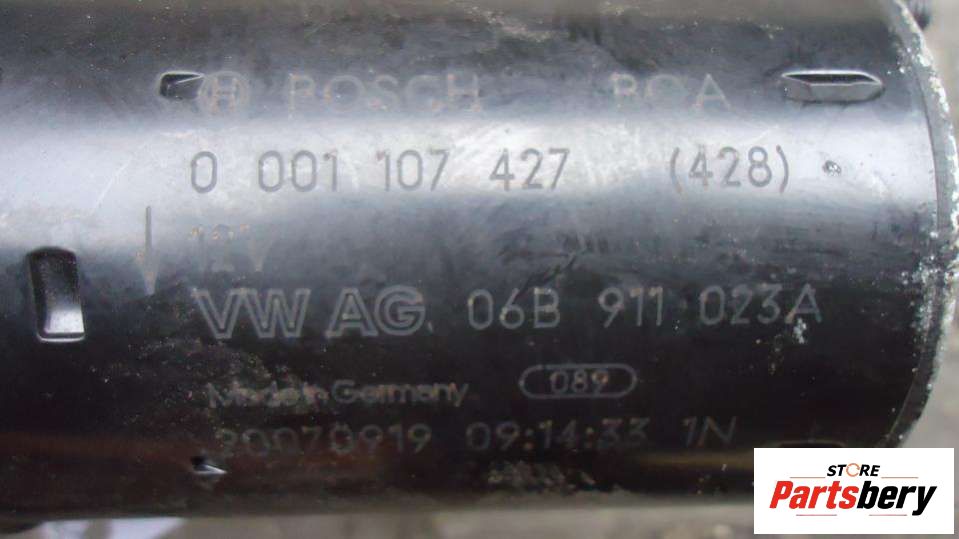 BOSCH BQA
0 001 107 427 (428)
12V
VW AG 06B 911 023A
Made in Germany 089
20070919 09:14:33 1N
STORE
Partsbery